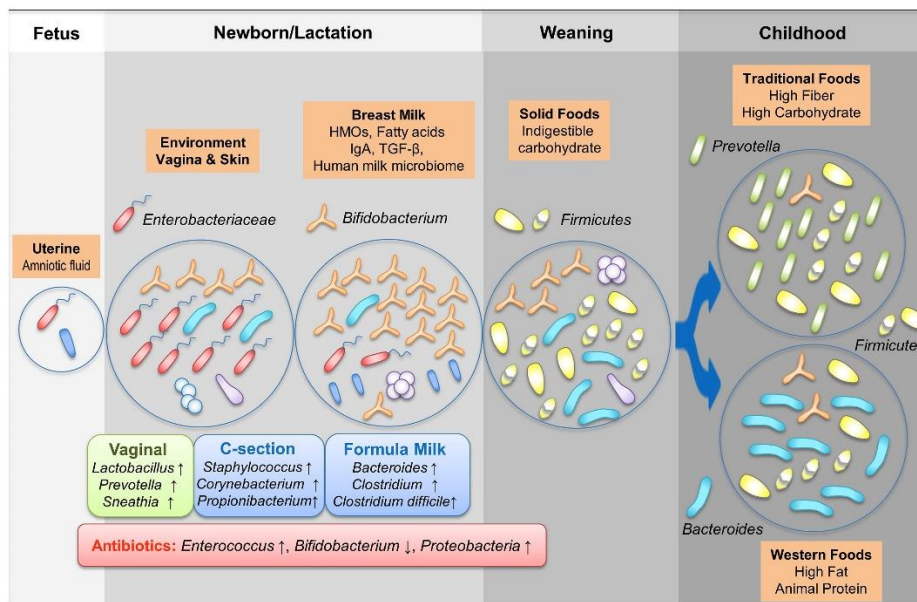 Fetus
Newborn/Lactation
Weaning
Childhood
Uterine
Amniotic fluid
Environment
Vagina & Skin
Enterobacteriaceae
Breast Milk
HMOs, Fatty acids
IgA, TGF-β,
Human milk microbiome
Bifidobacterium
Solid Foods
Indigestible
carbohydrate
Firmicutes
Traditional Foods
High Fiber
High Carbohydrate
Prevotella
Firmicute
Bacteroides
Western Foods
High Fat
Animal Protein
Vaginal
Lactobacillus ↑
Prevotella ↑
Sneathia ↑
C-section
Staphylococcus ↑
Corynebacterium ↑
Propionibacterium↑
Formula Milk
Bacteroides ↑
Clostridium ↑
Clostridium difficile↑
Antibiotics: Enterococcus ↑, Bifidobacterium ↓, Proteobacteria ↑